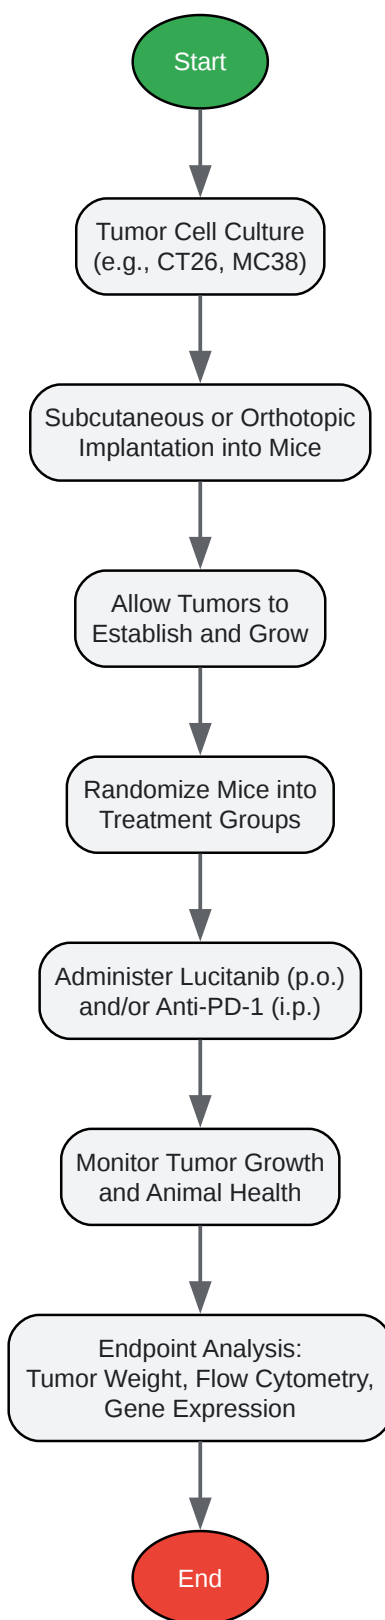 Start
Tumor Cell Culture
(e.g., CT26, MC38)
Subcutaneous or Orthotopic
Implantation into Mice
Allow Tumors to
Establish and Grow
Randomize Mice into
Treatment Groups
Administer Lucitanib (p.o.)
and/or Anti-PD-1 (i.p.)
Monitor Tumor Growth
and Animal Health
Endpoint Analysis:
Tumor Weight, Flow Cytometry,
Gene Expression
End